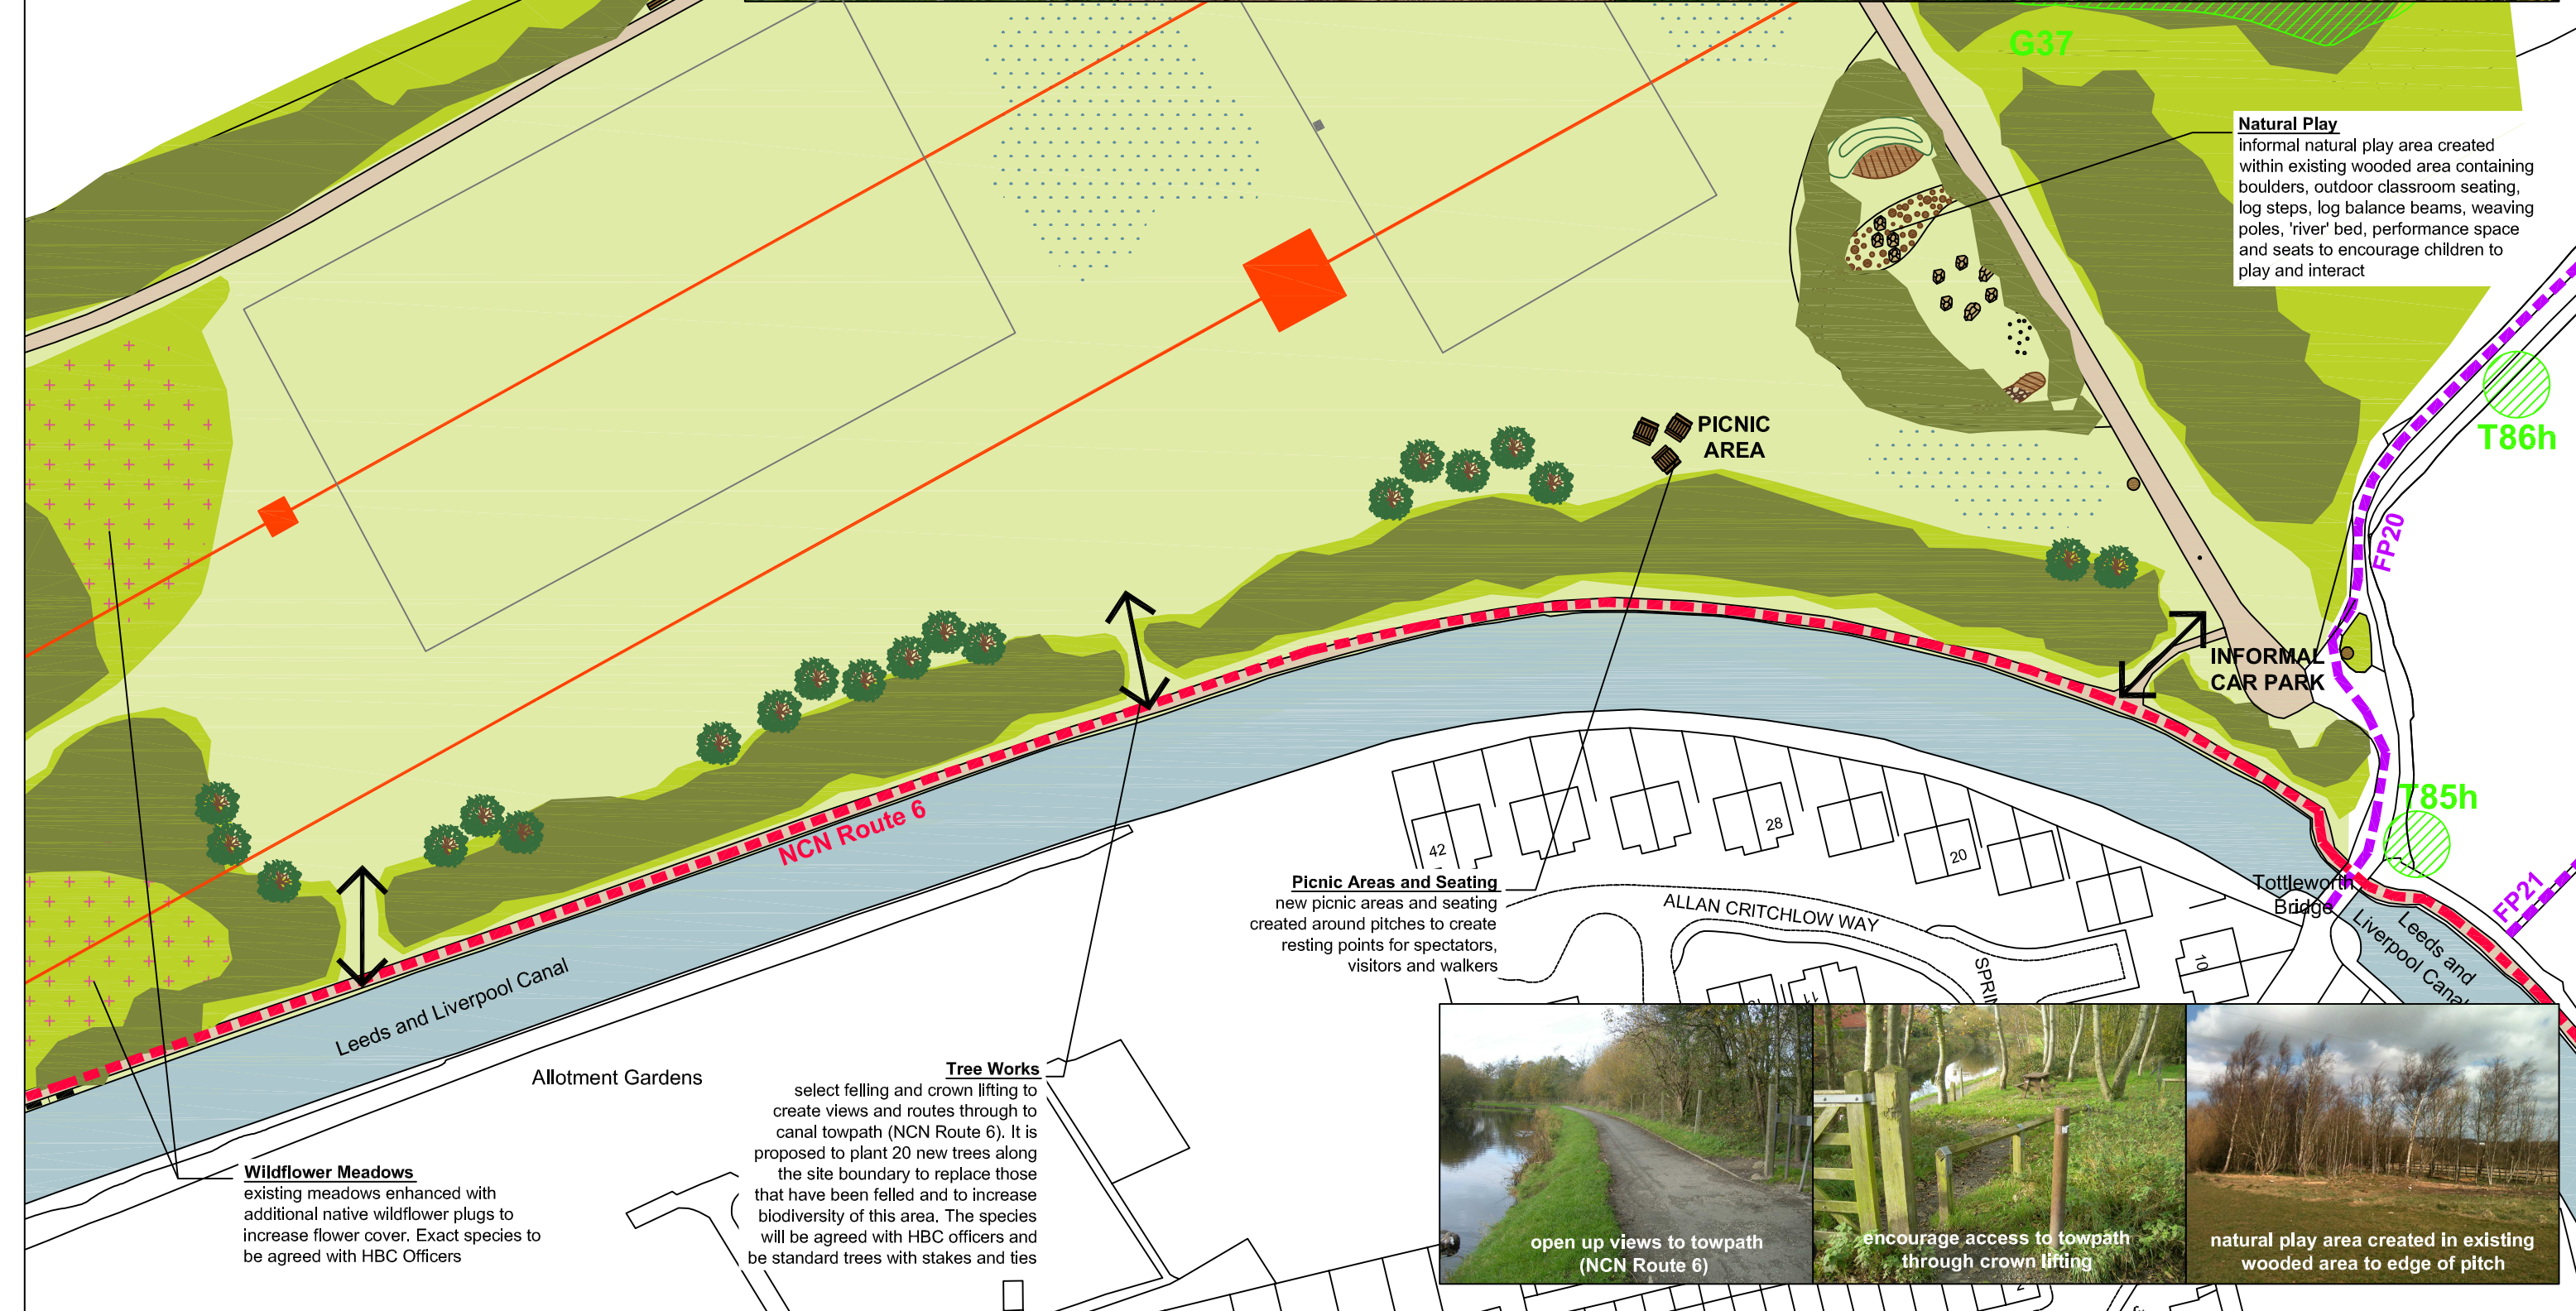 G37
Natural Play
informal natural play area created
within existing wooded area containing
boulders, outdoor classroom seating,
log steps, log balance beams, weaving
poles, 'river' bed, performance space
and seats to encourage children to
play and interact
T86h
PICNIC
AREA
FP20
INFORMAL
CAR PARK
T85h
NCN Route 6
42
28
20
Tottleworth
Bridge
FP21
Picnic Areas and Seating
new picnic areas and seating
created around pitches to create
resting points for spectators,
visitors and walkers
ALLAN CRITCHLOW WAY
10
11
Leeds and
Liverpool Canal
Leeds and Liverpool Canal
Allotment Gardens
Tree Works
select felling and crown lifting to
create views and routes through to
canal towpath (NCN Route 6). It is
proposed to plant 20 new trees along
the site boundary to replace those
that have been felled and to increase
biodiversity of this area. The species
will be agreed with HBC officers and
be standard trees with stakes and ties
Wildflower Meadows
existing meadows enhanced with
additional native wildflower plugs to
increase flower cover. Exact species to
be agreed with HBC Officers
open up views to towpath
(NCN Route 6)
encourage access to towpath
through crown lifting
natural play area created in existing
wooded area to edge of pitch